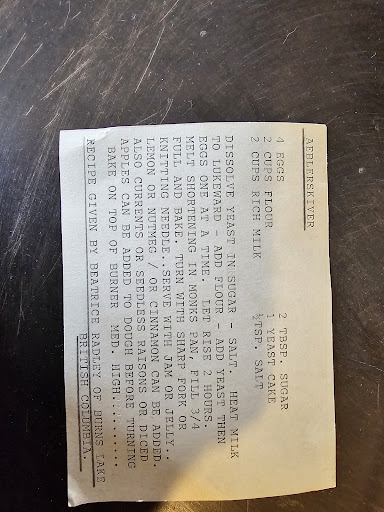 AEBLERSKIVER
4 EGGS 2 TBSP. SUGAR
2 CUPS FLOUR 1 YEAST CAKE
2 CUPS RICH MILK ½TSP. SALT
DISSOLVE YEAST IN SUGAR - SALT. HEAT MILK
TO LUKEWARD - ADD FLOUR - ADD YEAST THEN
EGGS ONE AT A TIME. LET RISE 2 HOURS.
MELT SHORTENING IN MONKS PAN, FILL 3/4
FULL AND BAKE. TURN WITH SHARP FORK OR
KNITTING NEEDLE..SERVE WITH JAM OR JELLY..
LEMON OR NUTMEG, OR CINNAMON CAN BE ADDED.
ALSO CURRENTS OR SEEDLESS RAISONS OR DICED
APPLES CAN BE ADDED TO DOUGH BEFORE TURNING
BAKE ON TOP OF BURNER MED. HIGH..........
RECIPE GIVEN BY BEATRICE RADLEY OF BURNS LAKE
BRITISH COLUMBIA.